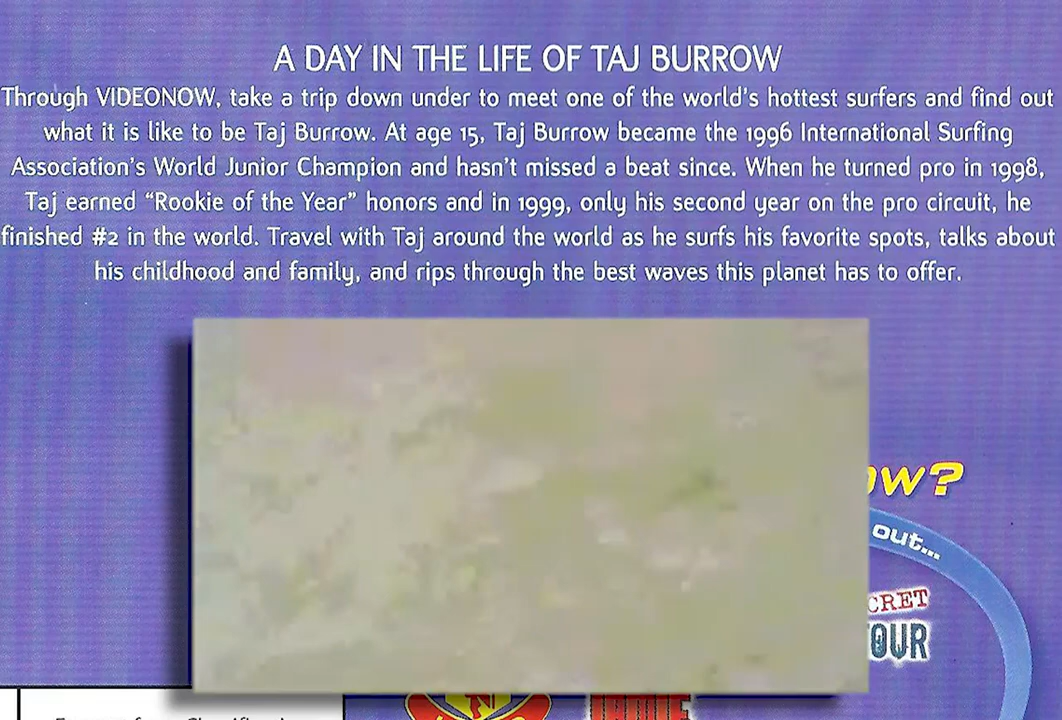 A DAY IN THE LIFE OF TAJ BURROW
Through VIDEONOW, take a trip down under to meet one of the world's hottest surfers and find out
what it is like to be Taj Burrow. At age 15, Taj Burrow became the 1996 International Surfing
Association's World Junior Champion and hasn't missed a beat since. When he turned pro in 1998,
Taj earned “Rookie of the Year” honors and in 1999, only his second year on the pro circuit, he
finished #2 in the world. Travel with Taj around the world as he surfs his favorite spots, talks about
his childhood and family, and rips through the best waves this planet has to offer.
OW?
out...
CRET
OUR